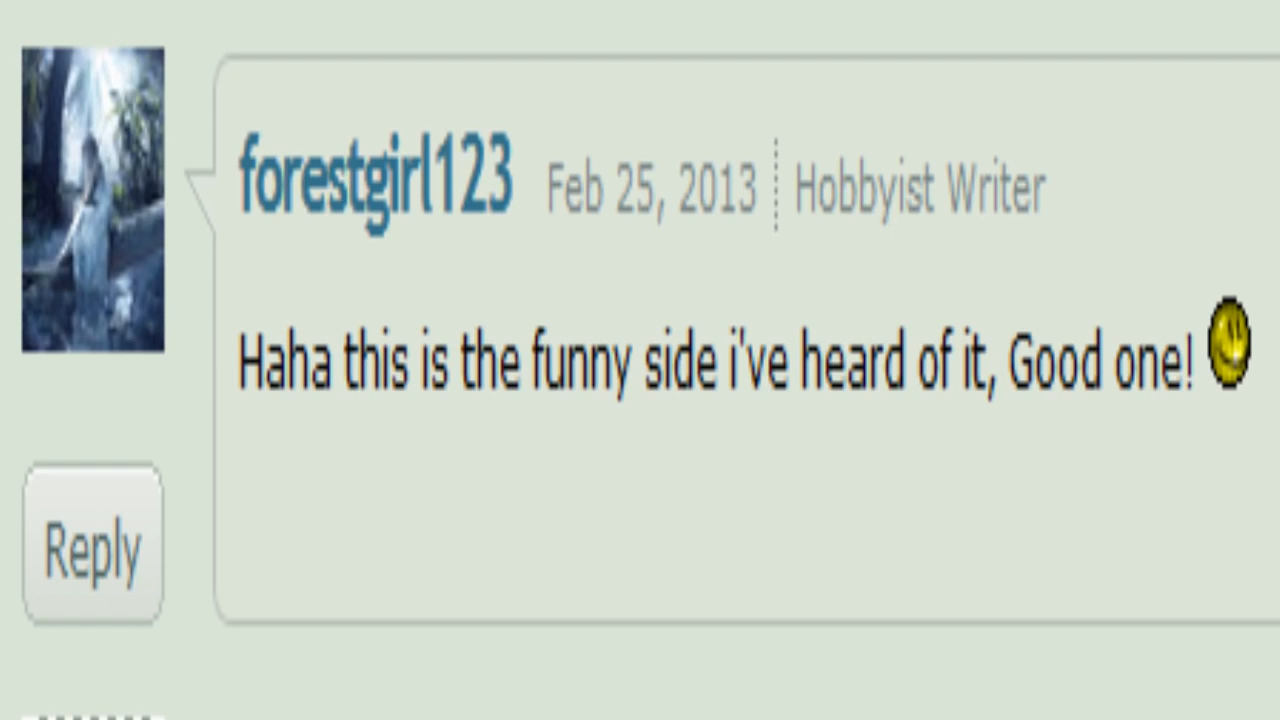 forestgirl123 Feb 25, 2013 Hobbyist Writer
Haha this is the funny side i've heard of it, Good one!
Reply